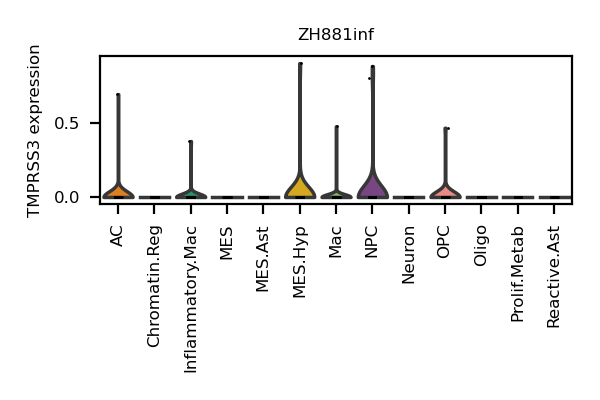 ZH881inf
TMPRSS3 expression
0.5
0.0
AC
Chromatin.Reg
Inflammatory.Mac
MES
MES.Ast
MES.Hyp
Mac
NPC
Neuron
OPC
Oligo
Prolif.Metab
Reactive.Ast